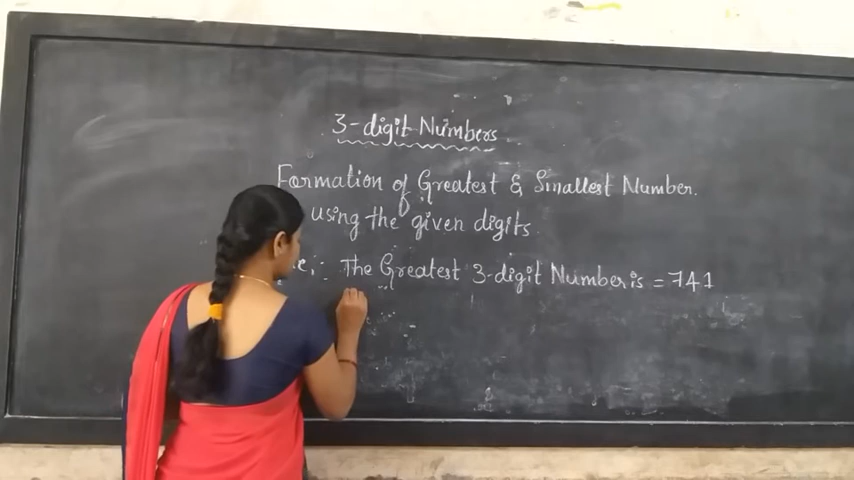 3-digit Numbers
Formation of Greatest & Smallest Number.
using the given digits.
The Greatest 3-digit Number is = 741